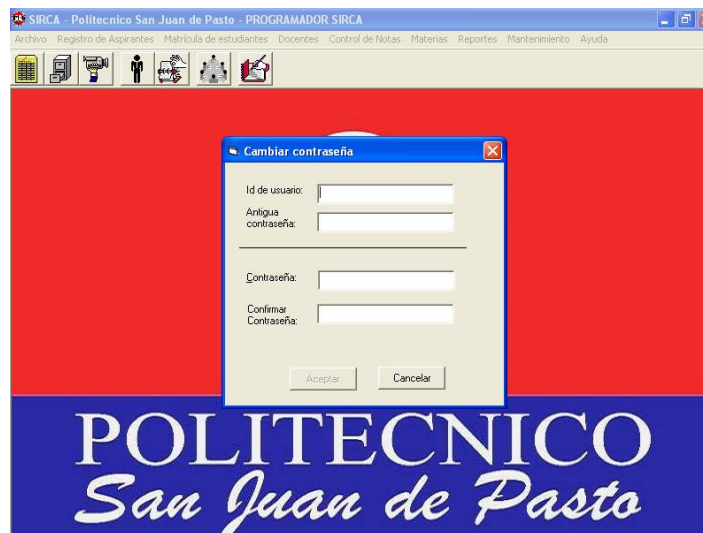 SIRCA - Politecnico San Juan de Pasto - PROGRAMADOR SIRCA
Archivo Registro de Aspirantes Matrícula de estudiantes Docentes Control de Notas Materias Reportes Mantenimiento Ayuda
Cambiar contraseña
Id de usuario:
Antigua
contraseña:
Contraseña:
Confirmar
Contraseña:
Aceptar Cancelar
POLITECNICO
San Juan de Pasto